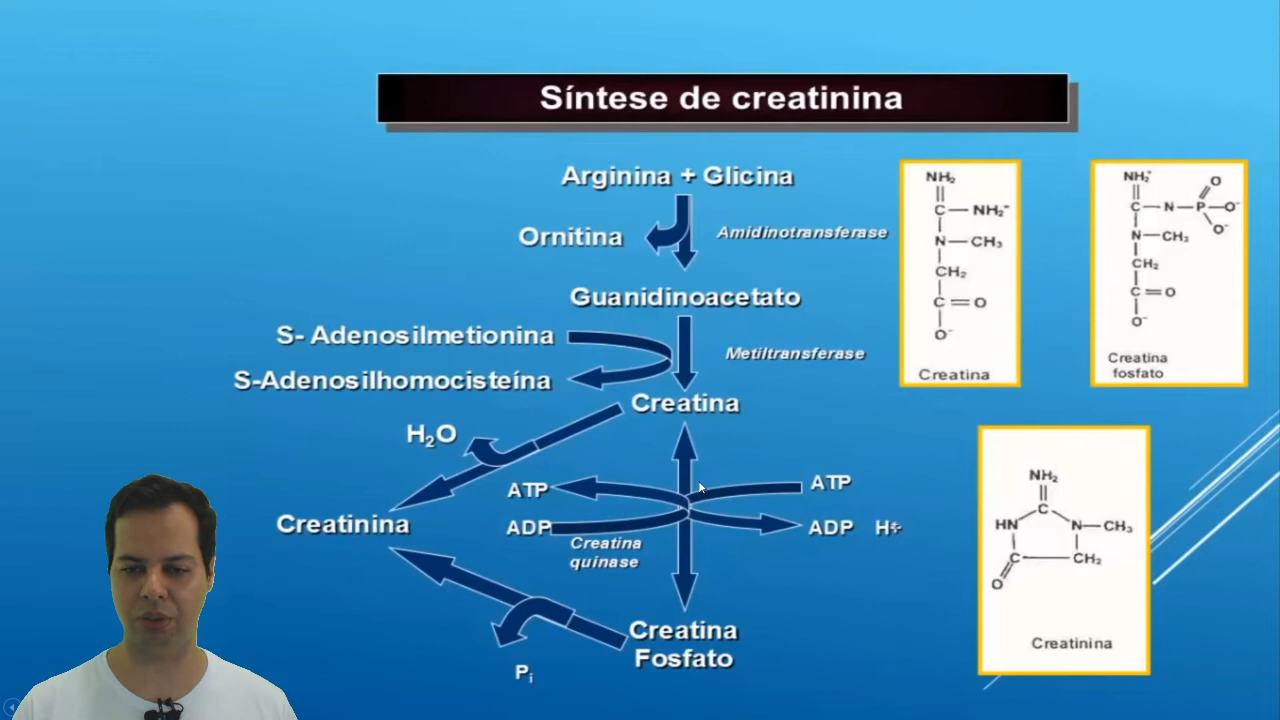 Síntese de creatinina
Arginina + Glicina
Ornitina
Amidinotransferase
Guanidinoacetato
S- Adenosilmetionina
Metiltransferase
S-Adenosilhomocisteína
Creatina
H₂O
ATP
ATP
Creatinina
ADP
ADP H+
Creatina
quinase
Creatina
Fosfato
Pᵢ
NH₂
C — NH₂⁺
N — CH₃
CH₂
C = O
O⁻
Creatina
NH₂⁺
O
C — N — P — O⁻
O⁻
N — CH₃
CH₂
C = O
O⁻
Creatina
fosfato
NH₂
HN C N — CH₃
C CH₂
O
Creatinina